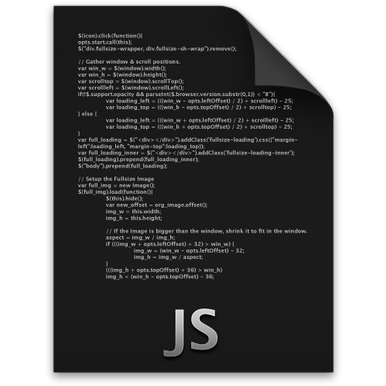 $(icon).click(function(){
opts.start.call(this);
$("div.fullsize-wrapper, div.fullsize-sh-wrap").remove();
// Gather window & scroll positions.
var win_w = $(window).width();
var win_h = $(window).height();
var scrolltop = $(window).scrollTop();
var scrollleft = $(window).scrollLeft();
if(!$.support.opacity && parseInt($.browser.version.substr(0,1)) < "8"){
var loading_left = (((win_w - opts.leftOffset) / 2) + scrollleft) - 25;
var loading_top = (((win_h - opts.topOffset) / 2) + scrolltop) - 25;
} else {
var loading_left = (((win_w + opts.leftOffset) / 2) + scrollleft) - 25;
var loading_top = (((win_h + opts.topOffset) / 2) + scrolltop) - 25;
}
var full_loading = $("<div></div>").addClass('fullsize-loading').css({"margin-
left":loading_left, "margin-top":loading_top});
var full_loading_inner = $("<div></div>").addClass('fullsize-loading-inner');
$(full_loading).prepend(full_loading_inner);
$("body").prepend(full_loading);
// Setup the Fullsize Image
var full_img = new Image();
$(full_img).load(function(){
$(this).hide();
var new_offset = org_image.offset();
img_w = this.width;
img_h = this.height;
// If the image is bigger than the window, shrink it to fit in the window.
aspect = img_w / img_h;
if (((img_w + opts.leftOffset) + 32) > win_w) {
img_w = (win_w - opts.leftOffset) - 32;
img_h = img_w / aspect;
}
(((img_h + opts.topOffset) + 36) > win_h)
img_h = (win_h - opts.topOffset) - 36;
JS